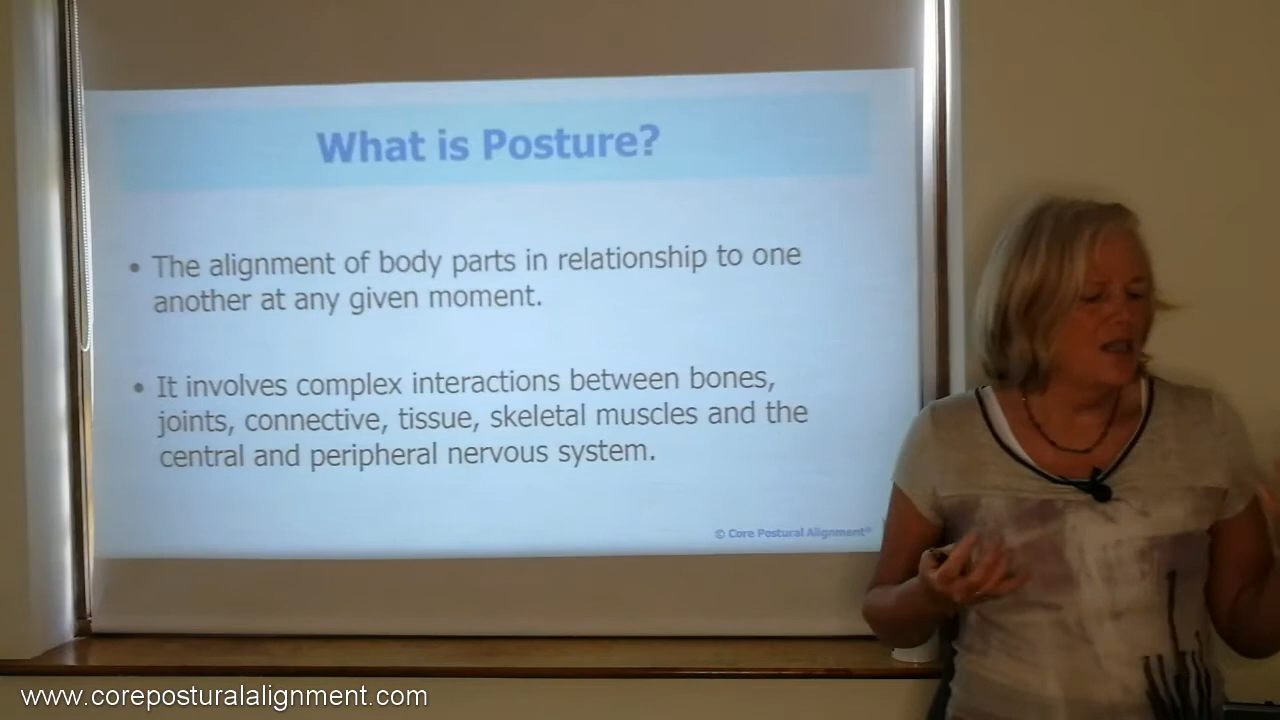 What is Posture?
• The alignment of body parts in relationship to one
another at any given moment.
• It involves complex interactions between bones,
joints, connective, tissue, skeletal muscles and the
central and peripheral nervous system.
© Core Postural Alignment®
www.coreposturalalignment.com